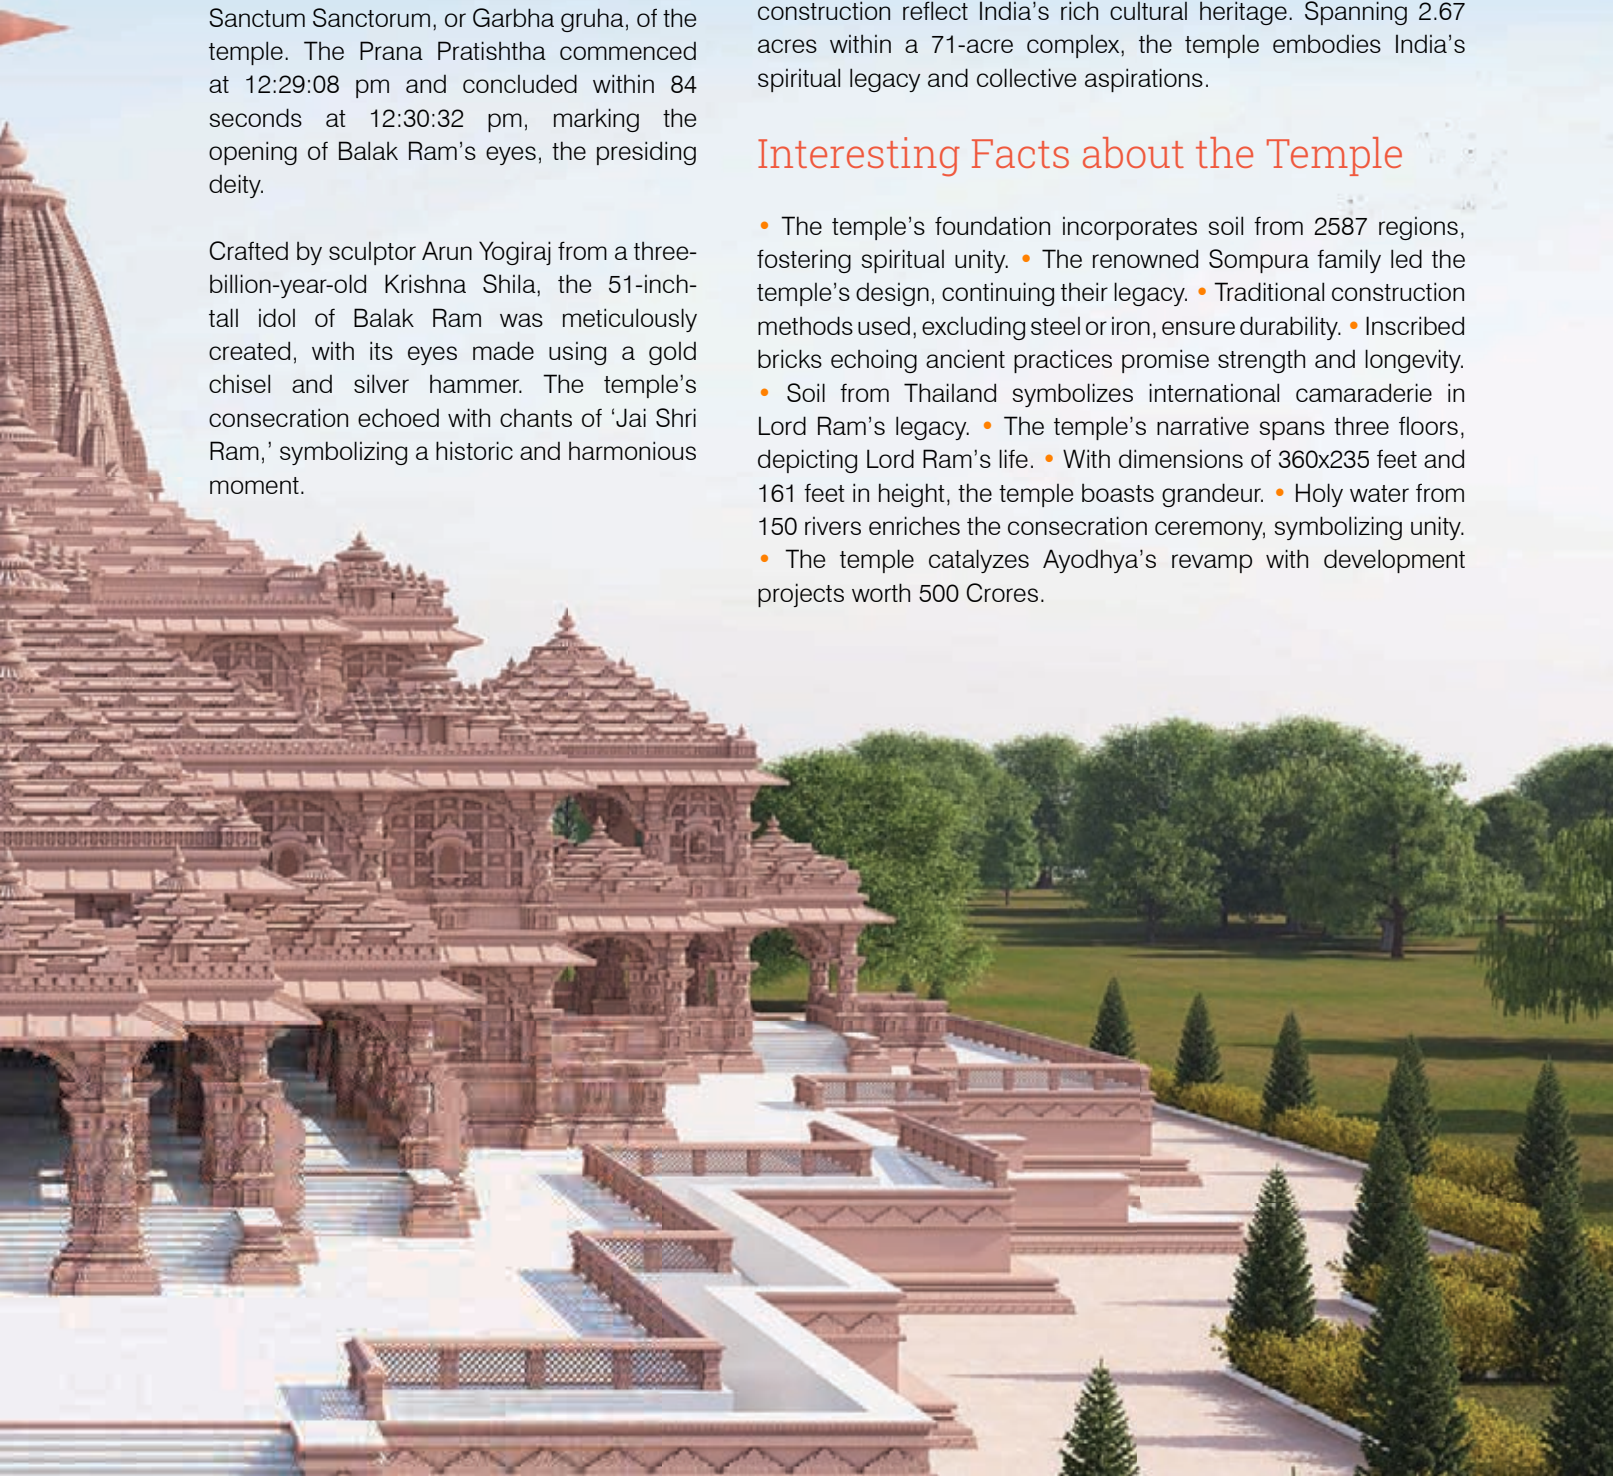 Sanctum Sanctorum, or Garbha gruha, of the
temple. The Prana Pratishtha commenced
at 12:29:08 pm and concluded within 84
seconds at 12:30:32 pm, marking the
opening of Balak Ram’s eyes, the presiding
deity.
Crafted by sculptor Arun Yogiraj from a three-
billion-year-old Krishna Shila, the 51-inch-
tall idol of Balak Ram was meticulously
created, with its eyes made using a gold
chisel and silver hammer. The temple’s
consecration echoed with chants of ‘Jai Shri
Ram,’ symbolizing a historic and harmonious
moment.
construction reflect India’s rich cultural heritage. Spanning 2.67
acres within a 71-acre complex, the temple embodies India’s
spiritual legacy and collective aspirations.
Interesting Facts about the Temple
• The temple’s foundation incorporates soil from 2587 regions,
fostering spiritual unity. • The renowned Sompura family led the
temple’s design, continuing their legacy. • Traditional construction
methods used, excluding steel or iron, ensure durability. • Inscribed
bricks echoing ancient practices promise strength and longevity.
• Soil from Thailand symbolizes international camaraderie in
Lord Ram’s legacy. • The temple’s narrative spans three floors,
depicting Lord Ram’s life. • With dimensions of 360x235 feet and
161 feet in height, the temple boasts grandeur. • Holy water from
150 rivers enriches the consecration ceremony, symbolizing unity.
• The temple catalyzes Ayodhya’s revamp with development
projects worth 500 Crores.